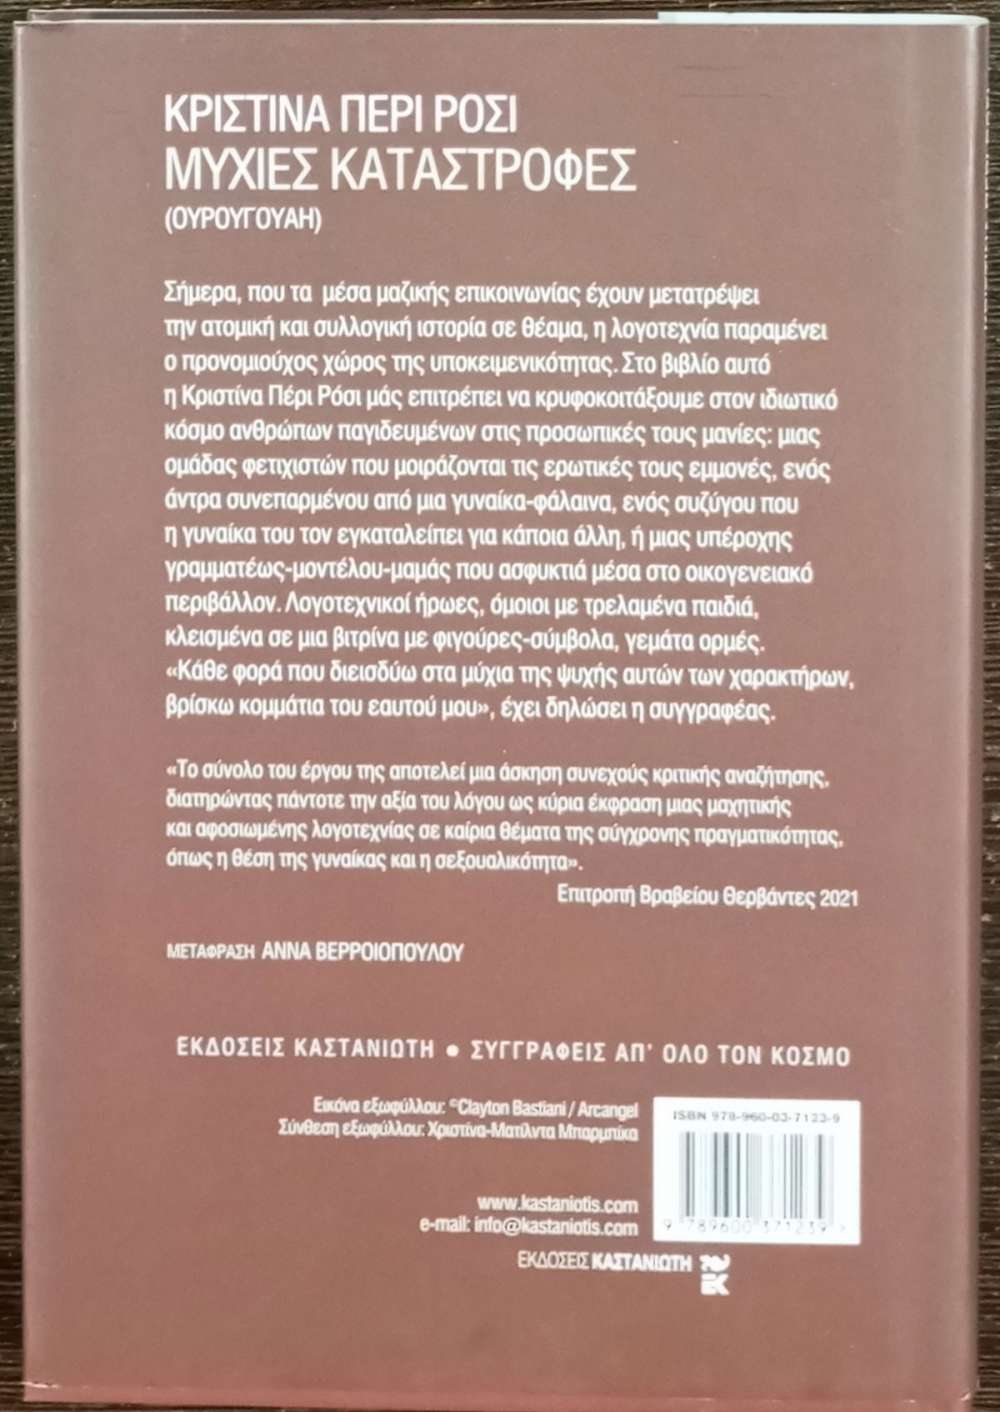 ΚΡΙΣΤΙΝΑ ΠΕΡΙ ΡΟΣΙ
ΜΥΧΙΕΣ ΚΑΤΑΣΤΡΟΦΕΣ
(ΟΥΡΟΥΓΟΥΑΗ)
Σήμερα, που τα μέσα μαζικής επικοινωνίας έχουν μετατρέψει
την ατομική και συλλογική ιστορία σε θέαμα, η λογοτεχνία παραμένει
ο προνομιούχος χώρος της υποκειμενικότητας. Στο βιβλίο αυτό
η Κριστίνα Πέρι Ρόσι μάς επιτρέπει να κρυφοκοιτάξουμε στον ιδιωτικό
κόσμο ανθρώπων παγιδευμένων στις προσωπικές τους μανίες: μιας
ομάδας φετιχιστών που μοιράζονται τις ερωτικές τους εμμονές, ενός
άντρα συνεπαρμένου από μια γυναίκα-φάλαινα, ενός συζύγου που
η γυναίκα του τον εγκαταλείπει για κάποια άλλη, ή μιας υπέροχης
γραμματέως-μοντέλου-μαμάς που ασφυκτιά μέσα στο οικογενειακό
περιβάλλον. Λογοτεχνικοί ήρωες, όμοιοι με τρελαμένα παιδιά,
κλεισμένα σε μια βιτρίνα με φιγούρες-σύμβολα, γεμάτα ορμές.
«Κάθε φορά που διεισδύω στα μύχια της ψυχής αυτών των χαρακτήρων,
βρίσκω κομμάτια του εαυτού μου», έχει δηλώσει η συγγραφέας.
«Το σύνολο του έργου της αποτελεί μια άσκηση συνεχούς κριτικής αναζήτησης,
διατηρώντας πάντοτε την αξία του λόγου ως κύρια έκφραση μιας μαχητικής
και αφοσιωμένης λογοτεχνίας σε καίρια θέματα της σύγχρονης πραγματικότητας,
όπως η θέση της γυναίκας και η σεξουαλικότητα».
Επιτροπή Βραβείου Θερβάντες 2021
ΜΕΤΑΦΡΑΣΗ ΑΝΝΑ ΒΕΡΡΟΙΟΠΟΥΛΟΥ
ΕΚΔΟΣΕΙΣ ΚΑΣΤΑΝΙΩΤΗ • ΣΥΓΓΡΑΦΕΙΣ ΑΠ' ΟΛΟ ΤΟΝ ΚΟΣΜΟ
Εικόνα εξωφύλλου: ©Clayton Bastiani / Arcangel
Σύνθεση εξωφύλλου: Χριστίνα-Ματίλντα Μπαρμπίκα
ISBN 978-960-03-7123-9
www.kastaniotis.com
e-mail: info@kastaniotis.com
9 789600 371239 >
ΕΚΔΟΣΕΙΣ ΚΑΣΤΑΝΙΩΤΗ
ΕΚ